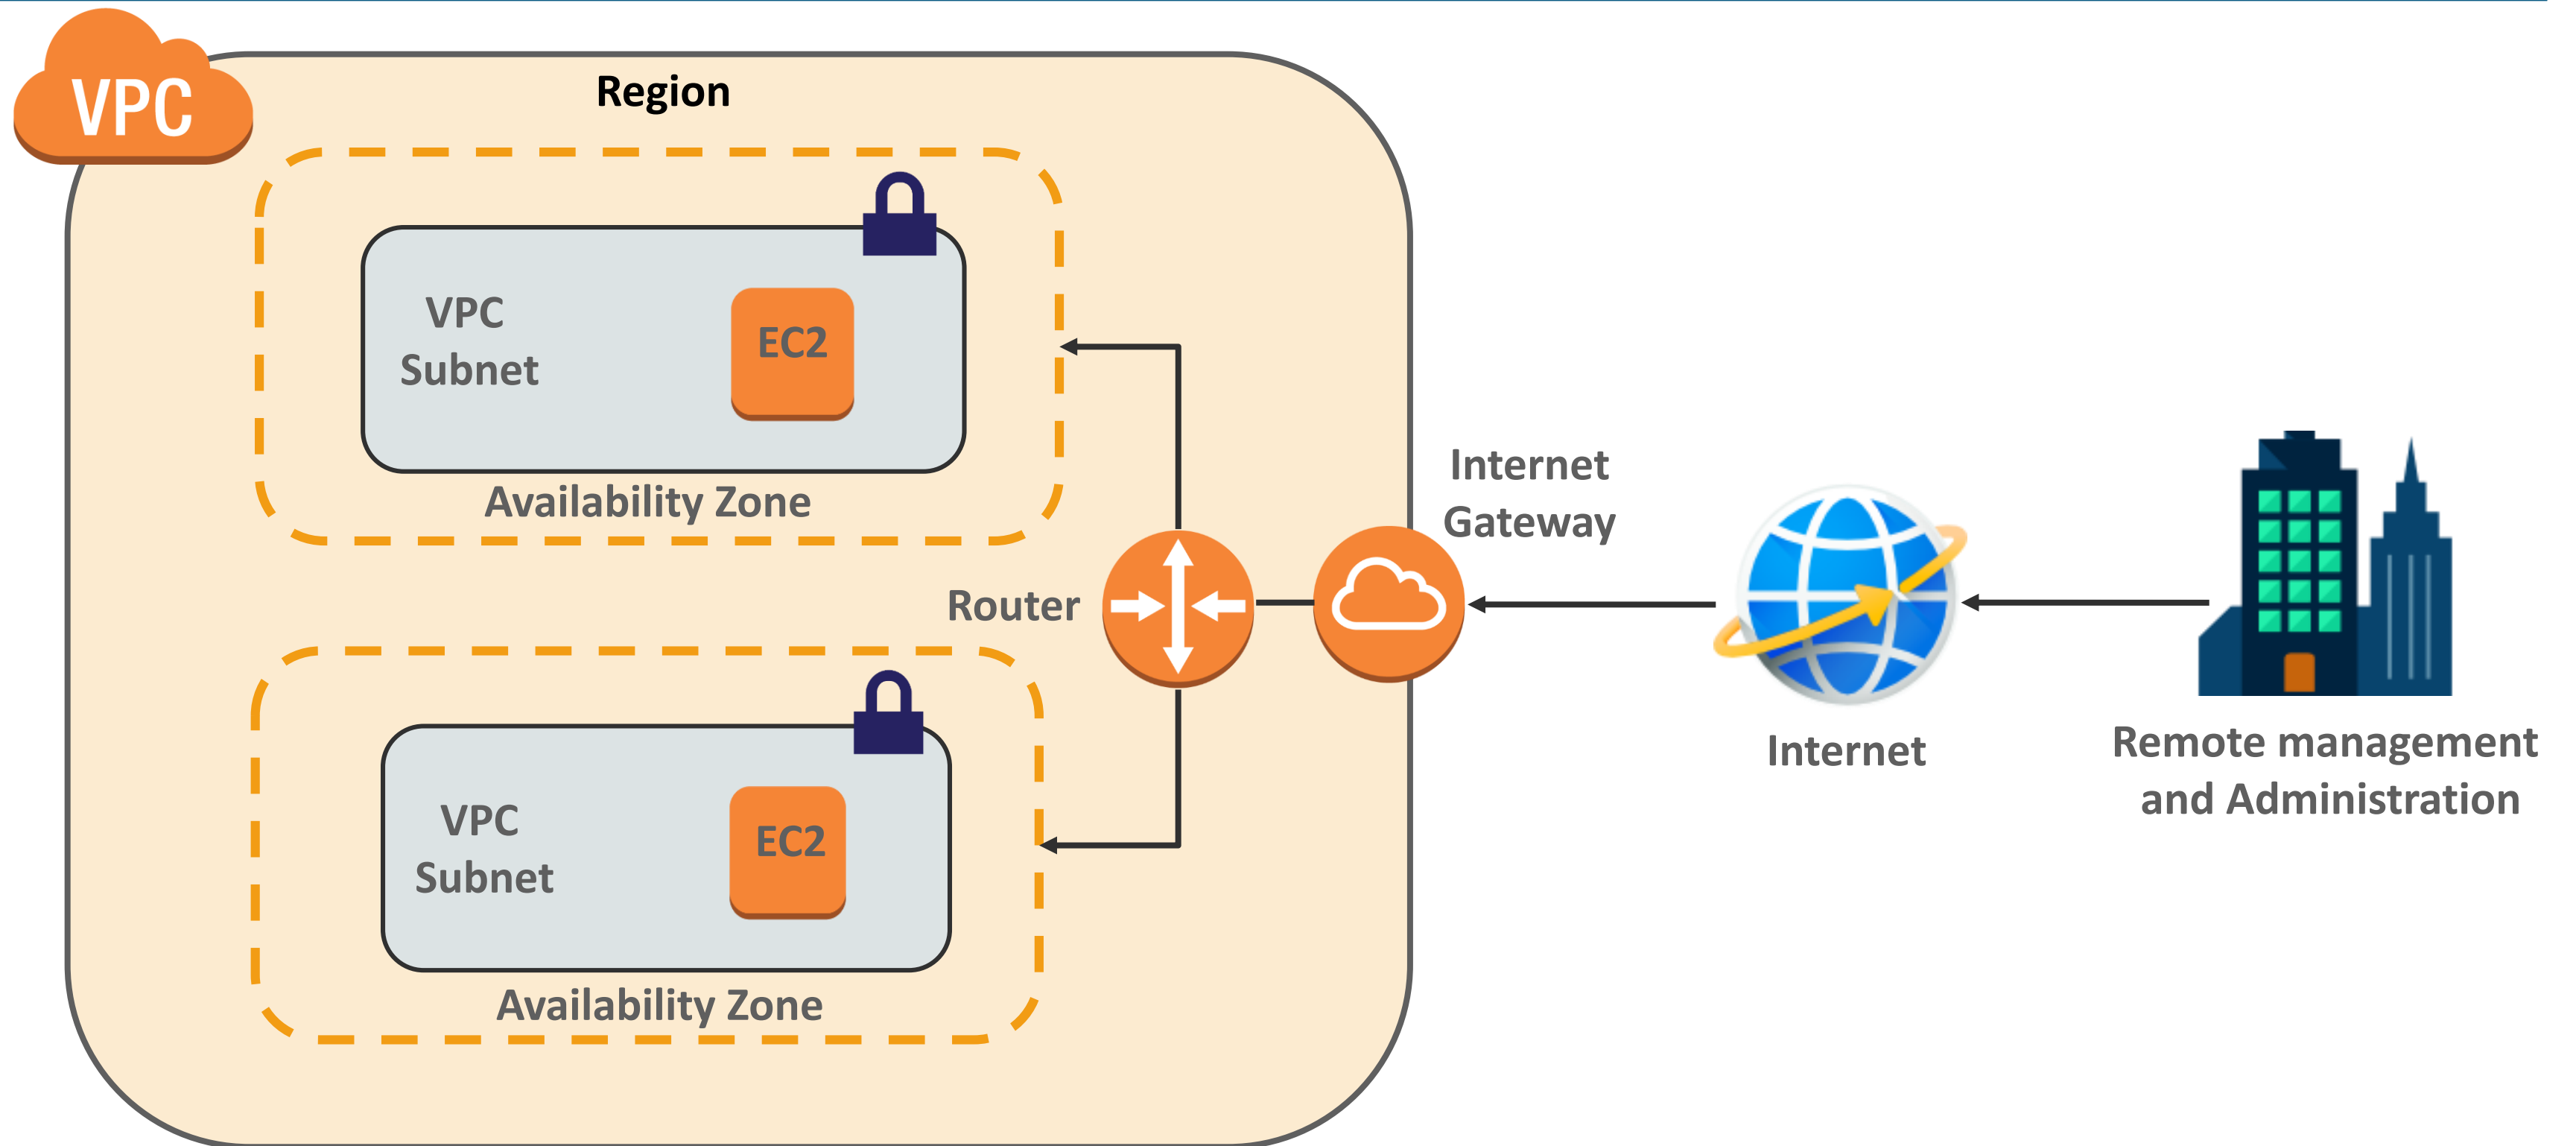 VPC
Region
VPC
Subnet
EC2
Availability Zone
Internet
Gateway
Router
VPC
Subnet
EC2
Availability Zone
Internet
Remote management
and Administration